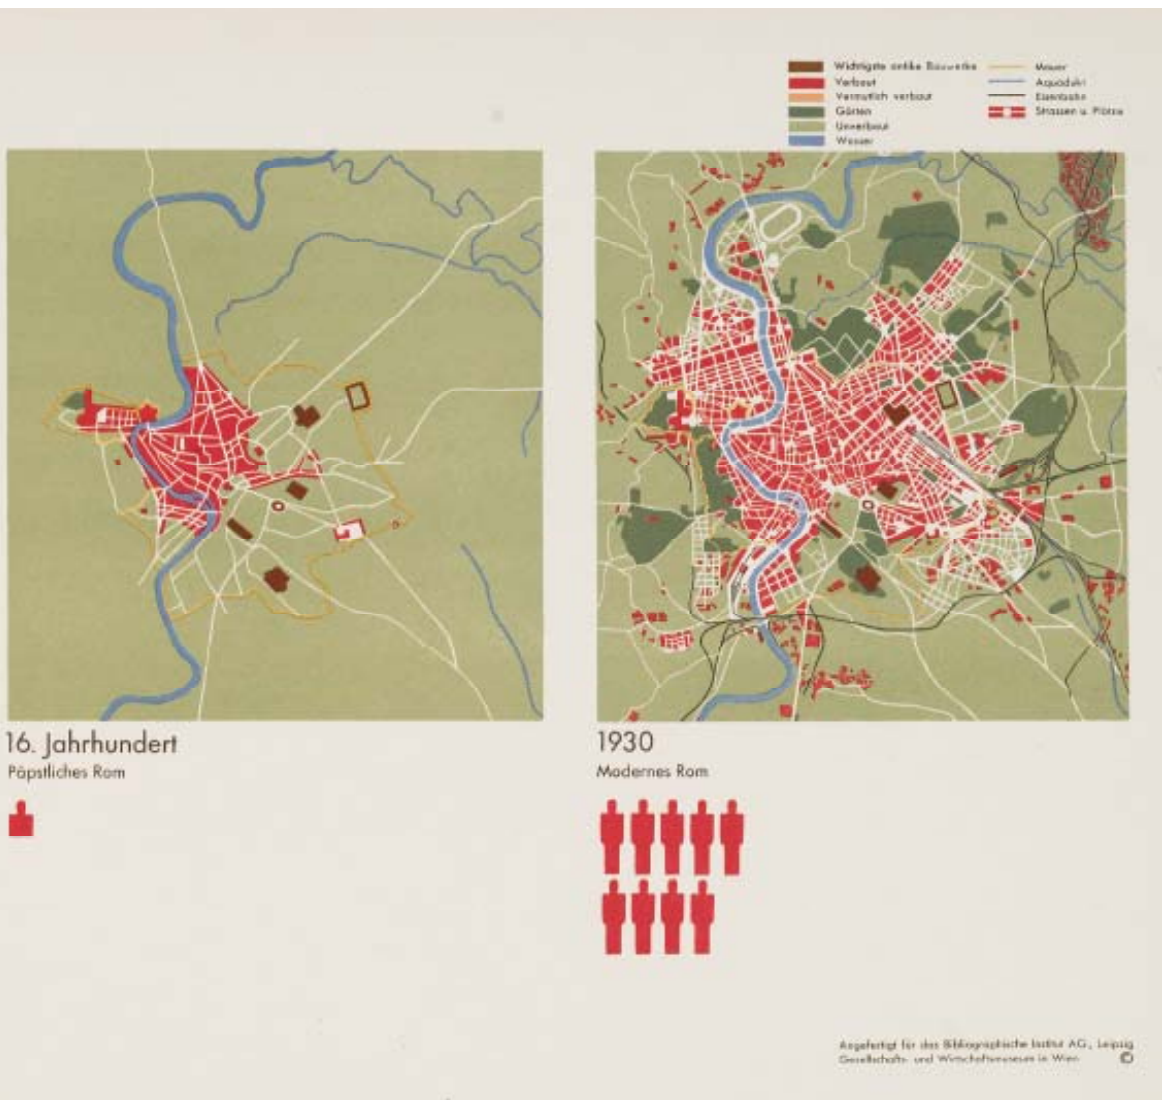 Wichtigste antike Bauwerke
Verbaut
Vermutlich verbaut
Gärten
Unverbaut
Wasser
Mauer
Aquadukt
Eisenbahn
Strassen u. Plätze
16. Jahrhundert
Päpstliches Rom
1930
Modernes Rom
Angefertigt für das Bibliographische Institut AG., Leipzig
Gesellschafts- und Wirtschaftsmuseum in Wien ©